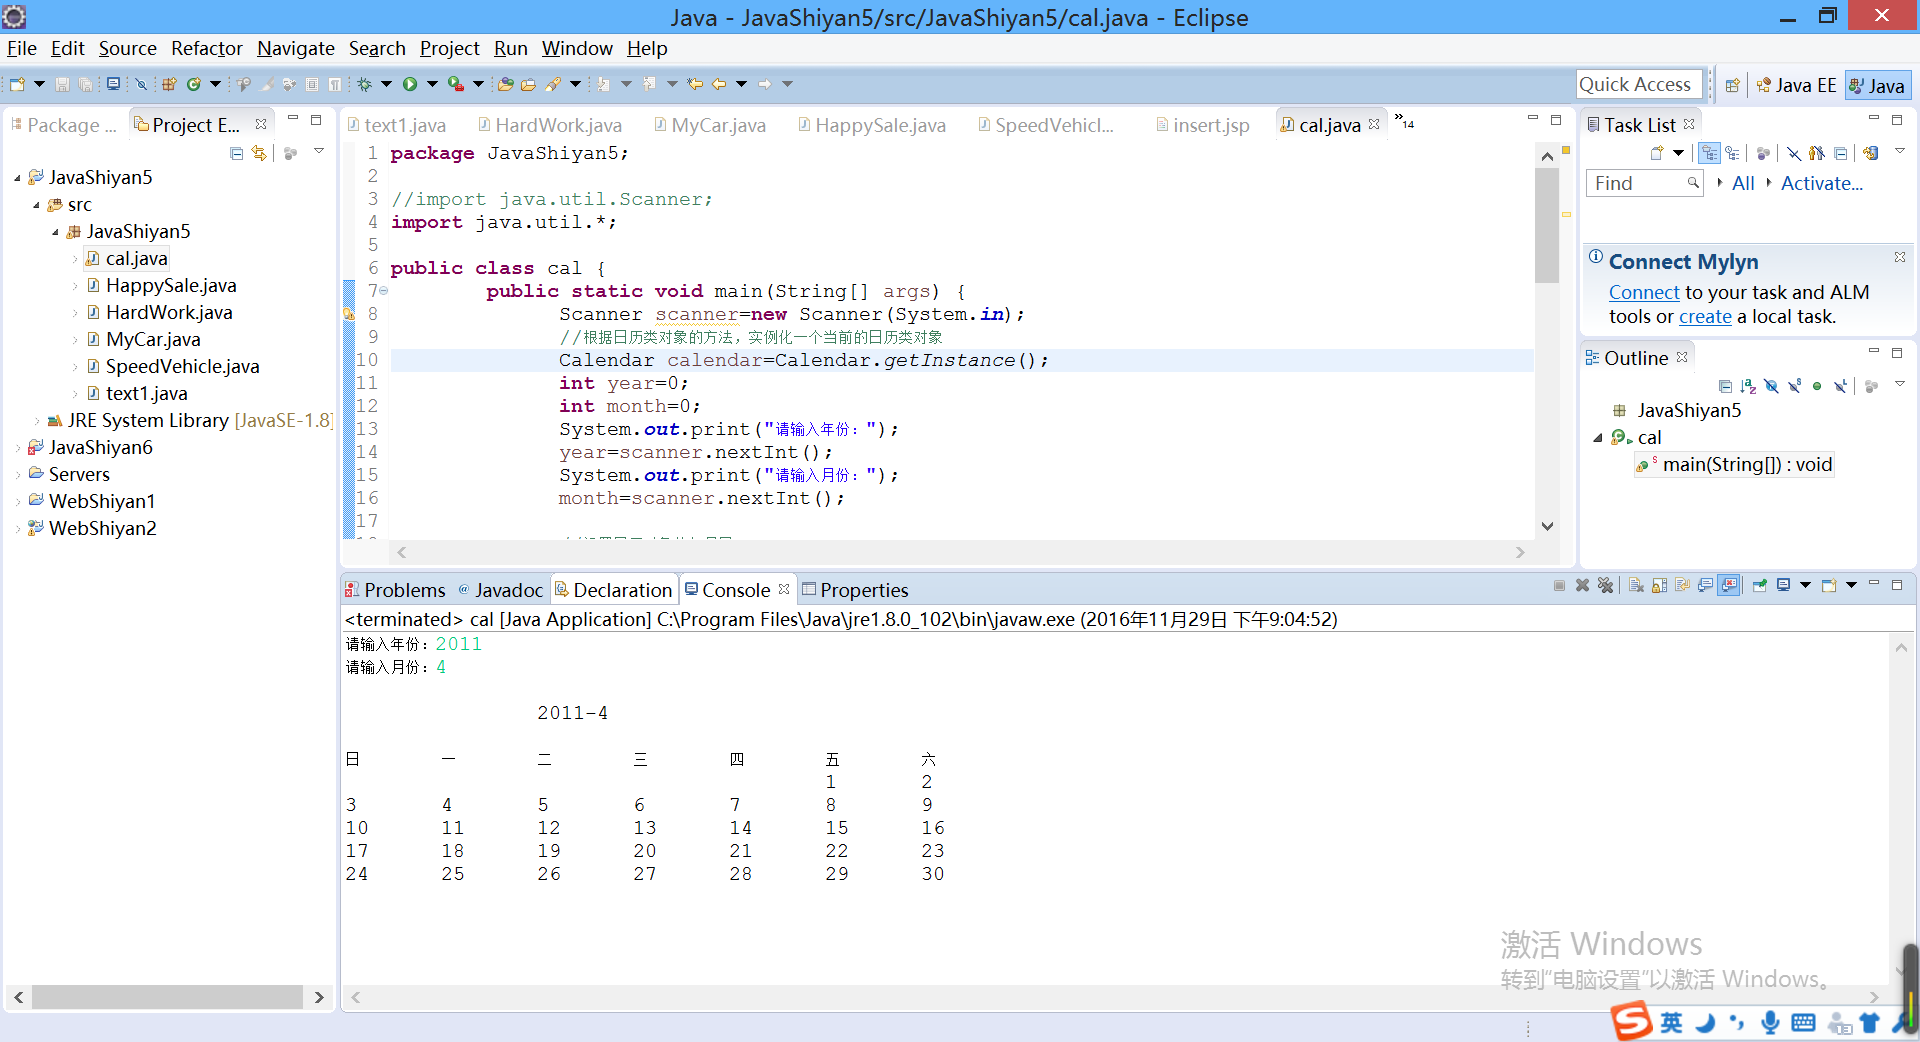 Java - JavaShiyan5/src/JavaShiyan5/cal.java - Eclipse
File Edit Source Refactor Navigate Search Project Run Window Help
Quick Access Java EE Java
Package ... Project E...
JavaShiyan5
src
JavaShiyan5
cal.java
HappySale.java
HardWork.java
MyCar.java
SpeedVehicle.java
text1.java
JRE System Library [JavaSE-1.8]
JavaShiyan6
Servers
WebShiyan1
WebShiyan2
text1.java HardWork.java MyCar.java HappySale.java SpeedVehicl... insert.jsp cal.java »14
1 package JavaShiyan5;
2
3 //import java.util.Scanner;
4 import java.util.*;
5
6 public class cal {
7 public static void main(String[] args) {
8 Scanner scanner=new Scanner(System.in);
9 //根据日历类对象的方法，实例化一个当前的日历类对象
10 Calendar calendar=Calendar.getInstance();
11 int year=0;
12 int month=0;
13 System.out.print("请输入年份：");
14 year=scanner.nextInt();
15 System.out.print("请输入月份：");
16 month=scanner.nextInt();
17
Task List
Find All Activate...
Connect Mylyn
Connect to your task and ALM
tools or create a local task.
Outline
JavaShiyan5
cal
main(String[]) : void
Problems Javadoc Declaration Console Properties
<terminated> cal [Java Application] C:\Program Files\Java\jre1.8.0_102\bin\javaw.exe (2016年11月29日 下午9:04:52)
请输入年份：2011
请输入月份：4
2011-4
日 一 二 三 四 五 六
1 2
3 4 5 6 7 8 9
10 11 12 13 14 15 16
17 18 19 20 21 22 23
24 25 26 27 28 29 30
激活 Windows
转到“电脑设置”以激活 Windows。
英